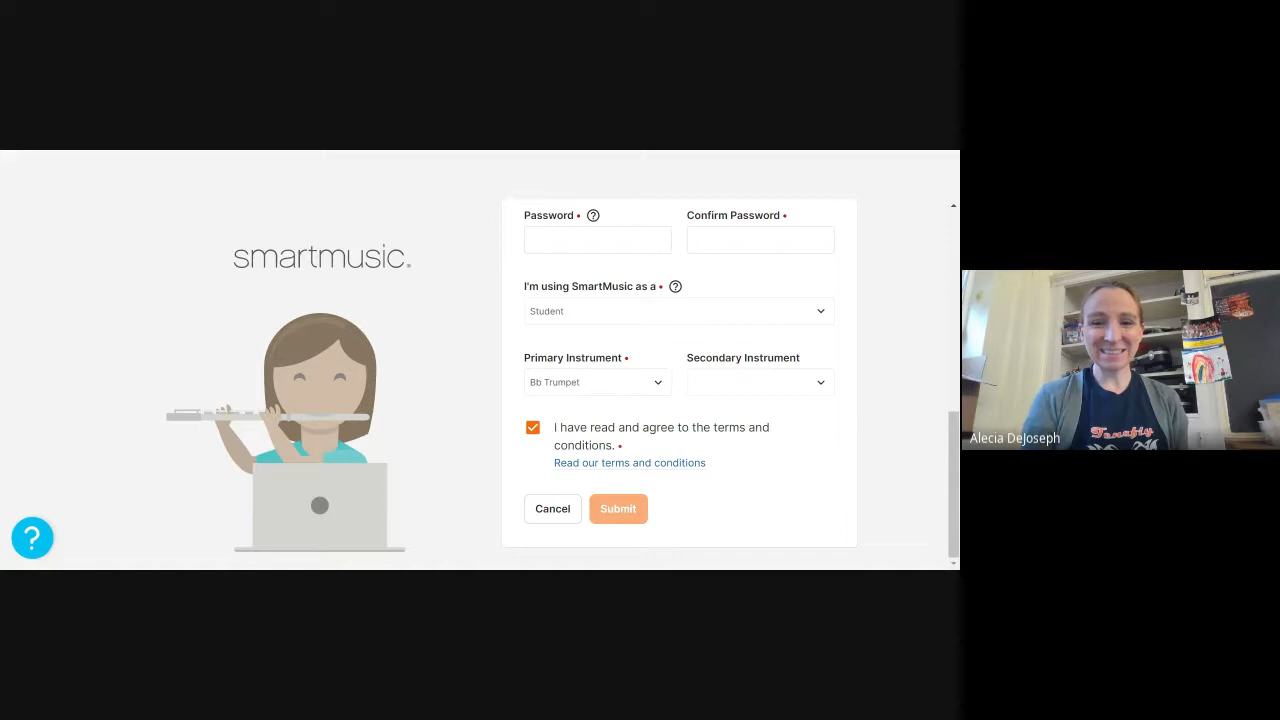 smartmusic.
Password • ?
Confirm Password •
I'm using SmartMusic as a • ?
Student
Primary Instrument •
Secondary Instrument
Bb Trumpet
I have read and agree to the terms and
conditions. •
Read our terms and conditions
Cancel
Submit
?
Alecia DeJoseph
Tenafly